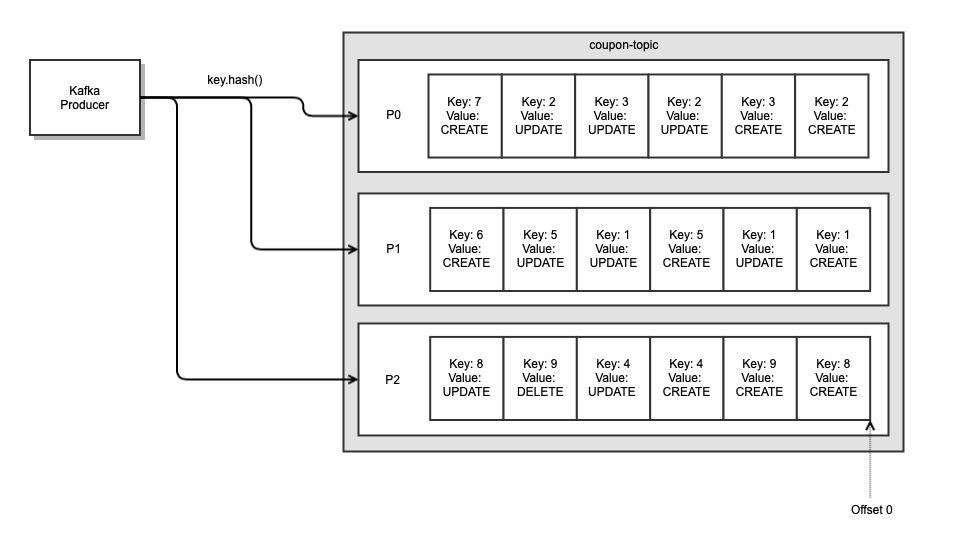 coupon-topic
Kafka
Producer
key.hash()
P0
Key: 7
Value:
CREATE
Key: 2
Value:
UPDATE
Key: 3
Value:
UPDATE
Key: 2
Value:
UPDATE
Key: 3
Value:
CREATE
Key: 2
Value:
CREATE
P1
Key: 6
Value:
CREATE
Key: 5
Value:
UPDATE
Key: 1
Value:
UPDATE
Key: 5
Value:
CREATE
Key: 1
Value:
UPDATE
Key: 1
Value:
CREATE
P2
Key: 8
Value:
UPDATE
Key: 9
Value:
DELETE
Key: 4
Value:
UPDATE
Key: 4
Value:
CREATE
Key: 9
Value:
CREATE
Key: 8
Value:
CREATE
Offset 0